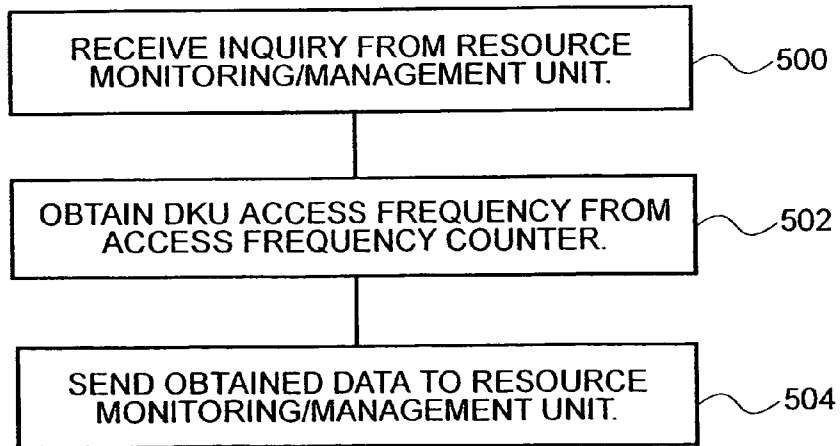 RECEIVE INQUIRY FROM RESOURCE
MONITORING/MANAGEMENT UNIT.
500
OBTAIN DKU ACCESS FREQUENCY FROM
ACCESS FREQUENCY COUNTER.
502
SEND OBTAINED DATA TO RESOURCE
MONITORING/MANAGEMENT UNIT.
504